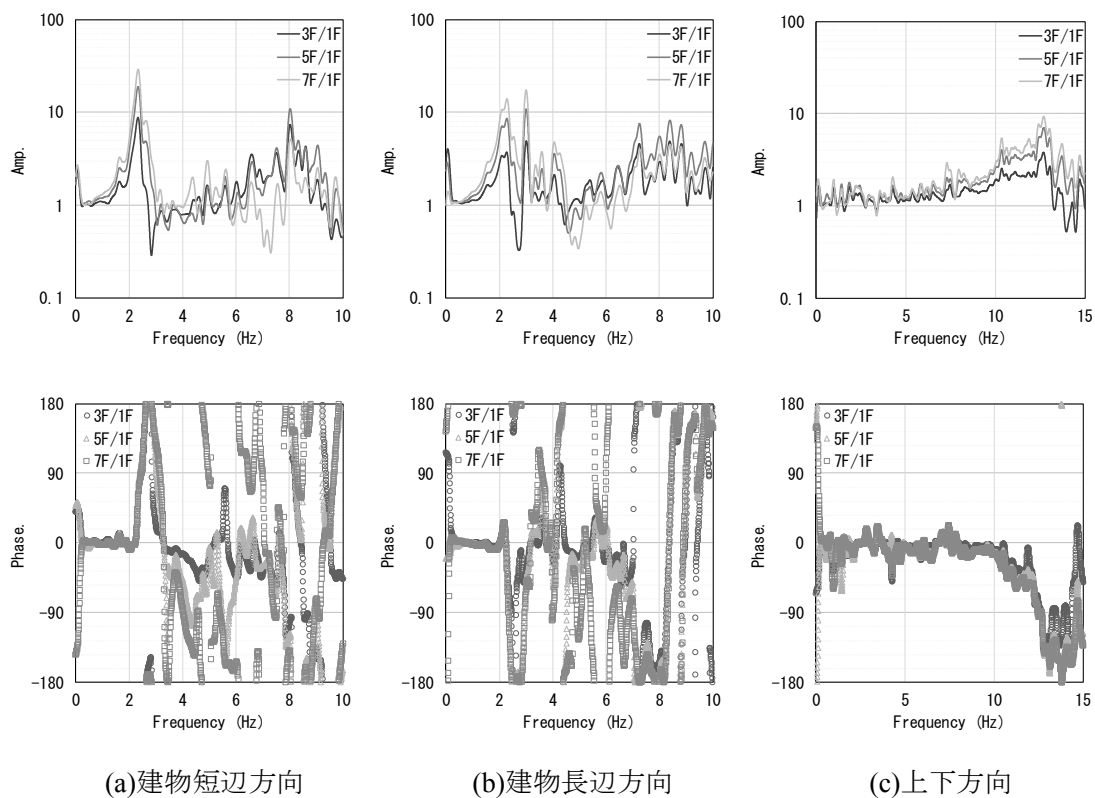 100
10
1
0.1
Amp.
3F/1F
5F/1F
7F/1F
0 2 4 6 8 10
Frequency (Hz)
100
10
1
0.1
Amp.
3F/1F
5F/1F
7F/1F
0 2 4 6 8 10
Frequency (Hz)
100
10
1
0.1
Amp.
3F/1F
5F/1F
7F/1F
0 5 10 15
Frequency (Hz)
180
90
0
-90
-180
Phase.
3F/1F
5F/1F
7F/1F
0 2 4 6 8 10
Frequency (Hz)
180
90
0
-90
-180
Phase.
3F/1F
5F/1F
7F/1F
0 2 4 6 8 10
Frequency (Hz)
180
90
0
-90
-180
Phase.
3F/1F
5F/1F
7F/1F
0 5 10 15
Frequency (Hz)
(a)建物短辺方向
(b)建物長辺方向
(c)上下方向